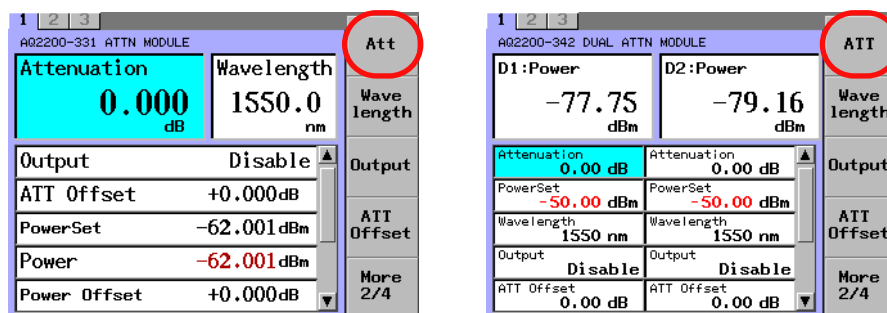 1 2 3
AQ2200-331 ATTN MODULE
Attenuation
0.000
dB
Wavelength
1550.0
nm
Output Disable
ATT Offset +0.000dB
PowerSet -62.001dBm
Power -62.001dBm
Power Offset +0.000dB
Att
Wave
length
Output
ATT
Offset
More
2/4
1 2 3
AQ2200-342 DUAL ATTN MODULE
D1:Power
-77.75
dBm
D2:Power
-79.16
dBm
Attenuation
0.00 dB
Attenuation
0.00 dB
PowerSet
-50.00 dBm
PowerSet
-50.00 dBm
Wavelength
1550 nm
Wavelength
1550 nm
Output
Disable
Output
Disable
ATT Offset
0.00 dB
ATT Offset
0.00 dB
ATT
Wave
length
Output
ATT
Offset
More
2/4